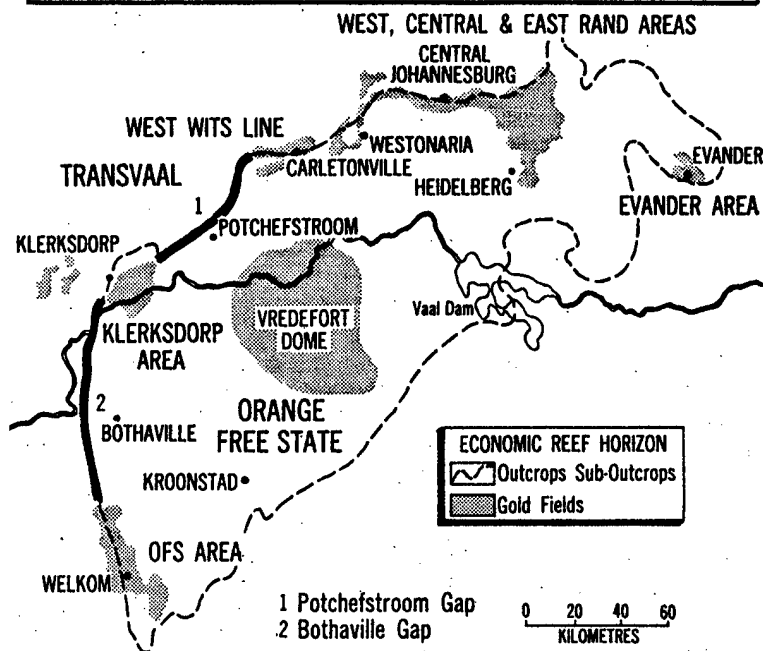 WEST, CENTRAL & EAST RAND AREAS
CENTRAL
JOHANNESBURG
WEST WITS LINE
WESTONARIA
CARLETONVILLE
EVANDER
TRANSVAAL
HEIDELBERG
EVANDER AREA
1
POTCHEFSTROOM
KLERKSDORP
VREDEFORT
DOME
Vaal Dam
KLERKSDORP
AREA
2
BOTHAVILLE
ORANGE
FREE STATE
ECONOMIC REEF HORIZON
Outcrops Sub-Outcrops
Gold Fields
KROONSTAD
OFS AREA
WELKOM
1 Potchefstroom Gap
2 Bothaville Gap
0 20 40 60
KILOMETRES